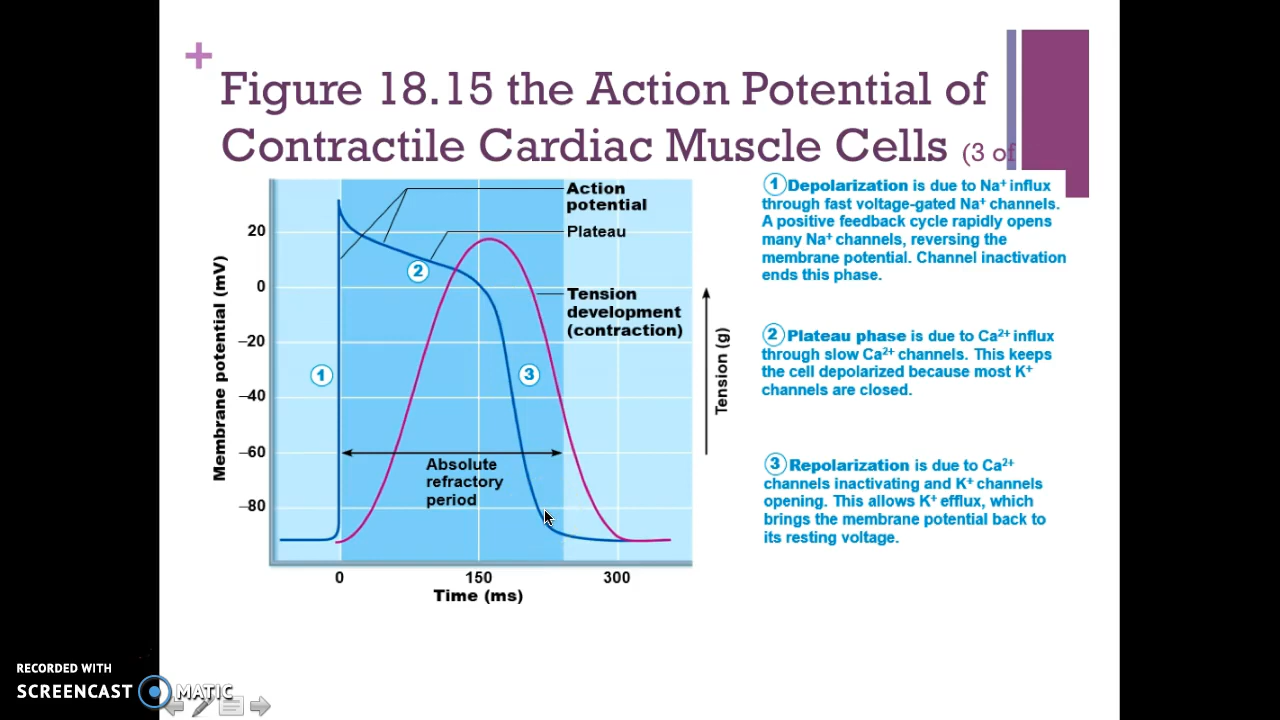 +
Figure 18.15 the Action Potential of
Contractile Cardiac Muscle Cells (3 of
Action
potential
Plateau
Tension
development
(contraction)
Absolute
refractory
period
1
2
3
20
0
–20
–40
–60
–80
Membrane potential (mV)
Tension (g)
0 150 300
Time (ms)
1 Depolarization is due to Na+ influx
through fast voltage-gated Na+ channels.
A positive feedback cycle rapidly opens
many Na+ channels, reversing the
membrane potential. Channel inactivation
ends this phase.
2 Plateau phase is due to Ca2+ influx
through slow Ca2+ channels. This keeps
the cell depolarized because most K+
channels are closed.
3 Repolarization is due to Ca2+
channels inactivating and K+ channels
opening. This allows K+ efflux, which
brings the membrane potential back to
its resting voltage.
RECORDED WITH
SCREENCAST MATIC